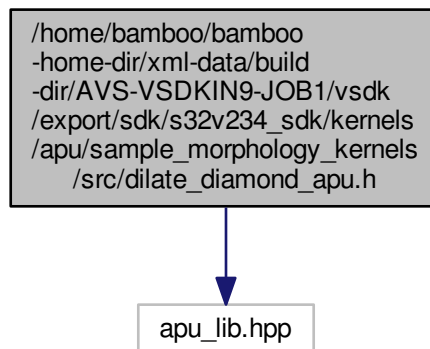 /home/bamboo/bamboo
-home-dir/xml-data/build
-dir/AVS-VSDKIN9-JOB1/vsdk
/export/sdk/s32v234_sdk/kernels
/apu/sample_morphology_kernels
/src/dilate_diamond_apu.h
apu_lib.hpp